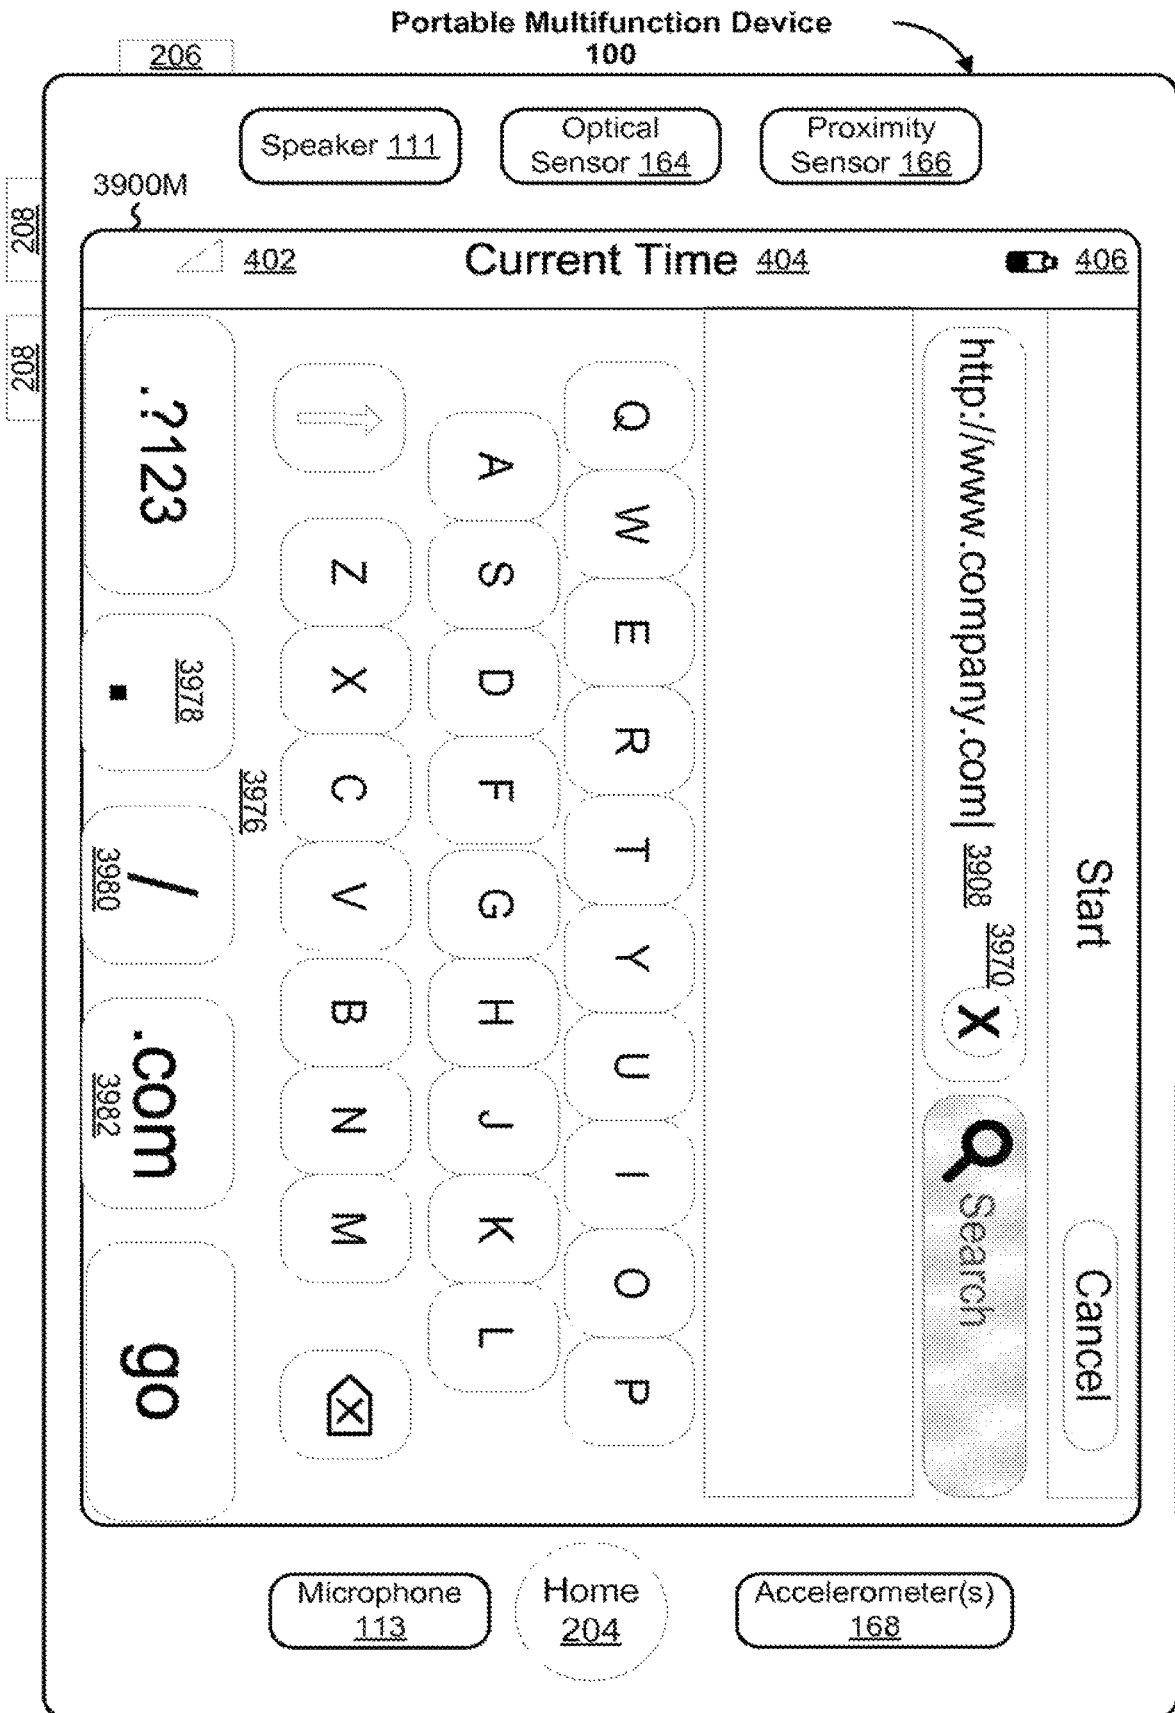 Portable Multifunction Device
100
206
Speaker 111
Optical
Sensor 164
Proximity
Sensor 166
3900M
208
208
402
Current Time 404
406
Start
Cancel
http://www.company.com| 3908
3970
X
Search
Q W E R T Y U I O P
A S D F G H J K L
Z X C V B N M X
3976
.?123
. 3978
/ 3980
.com 3982
go
Microphone
113
Home
204
Accelerometer(s)
168